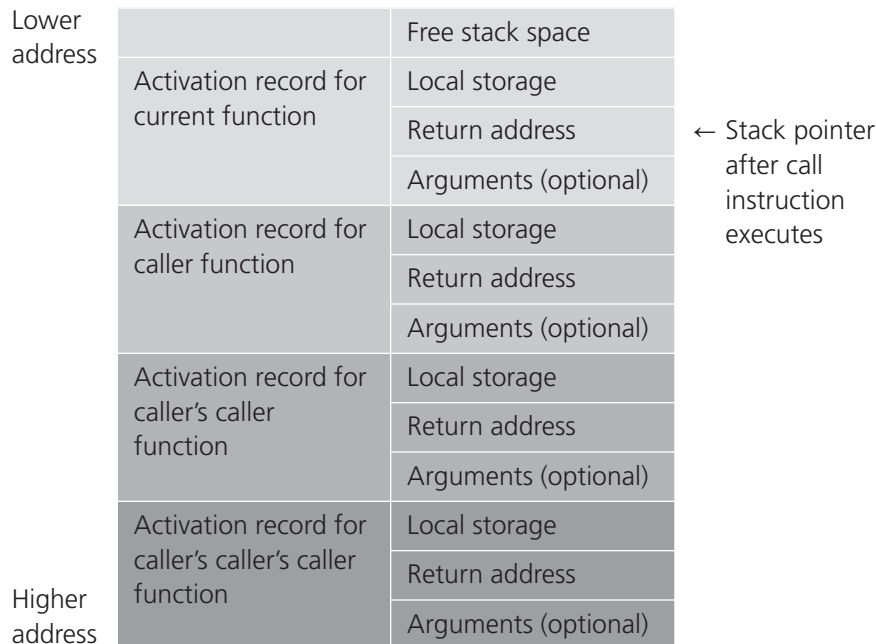 Lower
address
Free stack space
Activation record for
current function
Local storage
Return address
Arguments (optional)
← Stack pointer
after call
instruction
executes
Activation record for
caller function
Local storage
Return address
Arguments (optional)
Activation record for
caller’s caller
function
Local storage
Return address
Arguments (optional)
Activation record for
caller’s caller’s caller
function
Local storage
Return address
Arguments (optional)
Higher
address